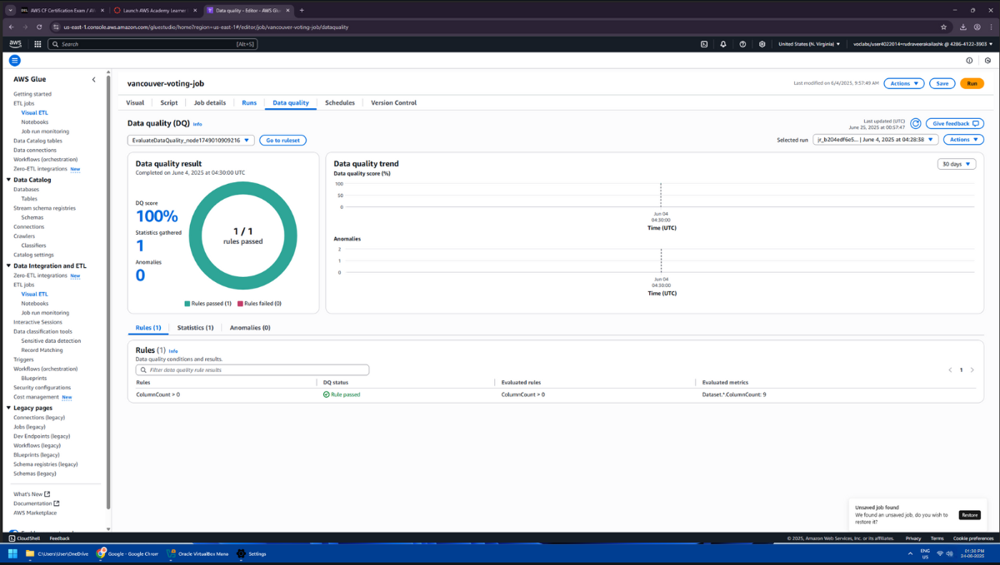 AWS CF Certification Exam / A
Launch AWS Academy Learner
Data quality - Editor - AWS Glu
us-east-1.console.aws.amazon.com/gluestudio/home?region=us-east-1#/editor/job/vancouver-voting-job/dataquality
aws
Search
[Alt+S]
United States (N. Virginia)
voclabs/user4022014=rudraveerskailashk @ 4286-4122-3903
AWS Glue
Getting started
ETL jobs
Visual ETL
Notebooks
Job run monitoring
Data Catalog tables
Data connections
Workflows (orchestration)
Zero-ETL integrations New
Data Catalog
Databases
Tables
Stream schema registries
Schemas
Connections
Crawlers
Classifiers
Catalog settings
Data Integration and ETL
Zero-ETL integrations New
ETL jobs
Visual ETL
Notebooks
Job run monitoring
Interactive Sessions
Data classification tools
Sensitive data detection
Record Matching
Triggers
Workflows (orchestration)
Blueprints
Security configurations
Cost management New
Legacy pages
Connections (legacy)
Jobs (legacy)
Dev Endpoints (legacy)
Workflows (legacy)
Blueprints (legacy)
Schema registries (legacy)
Schemas (legacy)
What's New
Documentation
AWS Marketplace
vancouver-voting-job
Last modified on 6/4/2025, 9:57:49 AM
Actions
Save
Run
Visual
Script
Job details
Runs
Data quality
Schedules
Version Control
Data quality (DQ) Info
Last updated (UTC)
June 25, 2025 at 00:57:47
Give feedback
EvaluateDataQuality_node1749010909216
Go to ruleset
Selected run
jr_b204edf6e5... | June 4, 2025 at 04:28:38
Actions
Data quality result
Completed on June 4, 2025 at 04:30:00 UTC
DQ score
100%
Statistics gathered
1
Anomalies
0
1 / 1
rules passed
Rules passed (1)
Rules failed (0)
Data quality trend
30 days
Data quality score (%)
100
50
0
Jun 04
04:30:00
Time (UTC)
Anomalies
2
1
0
Jun 04
04:30:00
Time (UTC)
Rules (1)
Statistics (1)
Anomalies (0)
Rules (1) Info
Data quality conditions and results.
Filter data quality rule results
1
Rules
DQ status
Evaluated rules
Evaluated metrics
ColumnCount > 0
Rule passed
ColumnCount > 0
Dataset.*.ColumnCount: 9
Unsaved job found
We found an unsaved job, do you wish to
restore it?
Restore
CloudShell
Feedback
© 2025, Amazon Web Services, Inc. or its affiliates.
Privacy
Terms
Cookie preferences
C:\Users\User\OneDrive
Google - Google Chrom
Oracle VirtualBox Mana
Settings
ENG
US
01:30 PM
24-08-2025